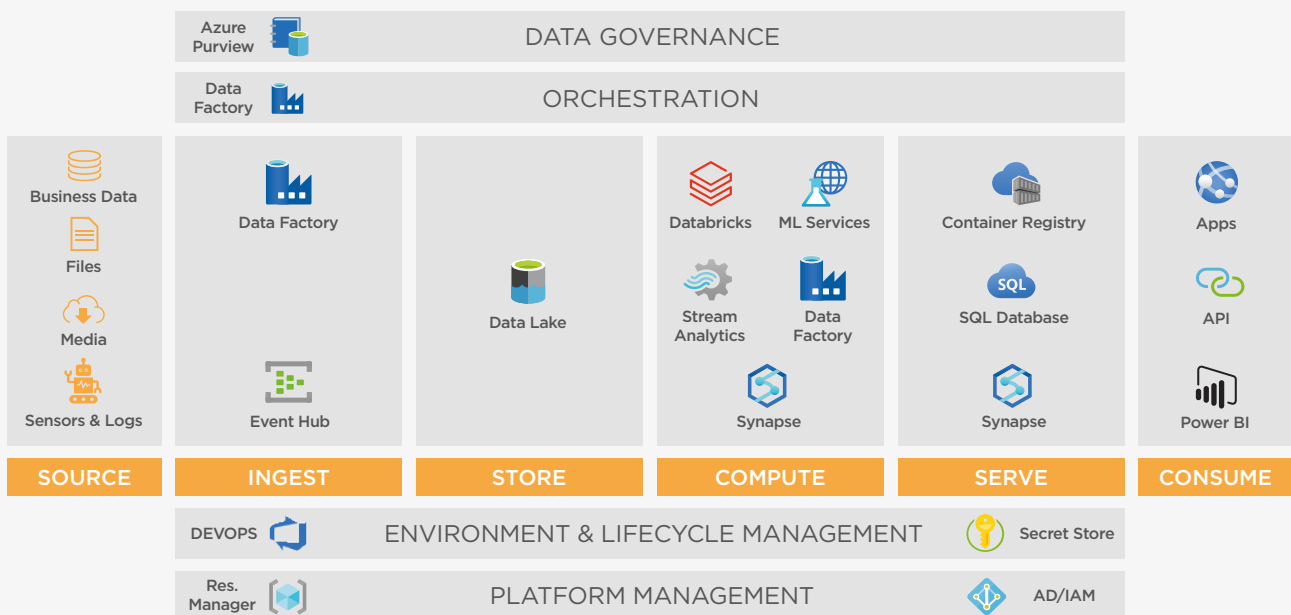 Azure
Purview
DATA GOVERNANCE
Data
Factory
ORCHESTRATION
Business Data
Files
Media
Sensors & Logs
SOURCE
Data Factory
Event Hub
INGEST
Data Lake
STORE
Databricks
ML Services
Stream
Analytics
Data
Factory
Synapse
COMPUTE
Container Registry
SQL
SQL Database
Synapse
SERVE
Apps
API
Power BI
CONSUME
DEVOPS
ENVIRONMENT & LIFECYCLE MANAGEMENT
Secret Store
Res.
Manager
PLATFORM MANAGEMENT
AD/IAM